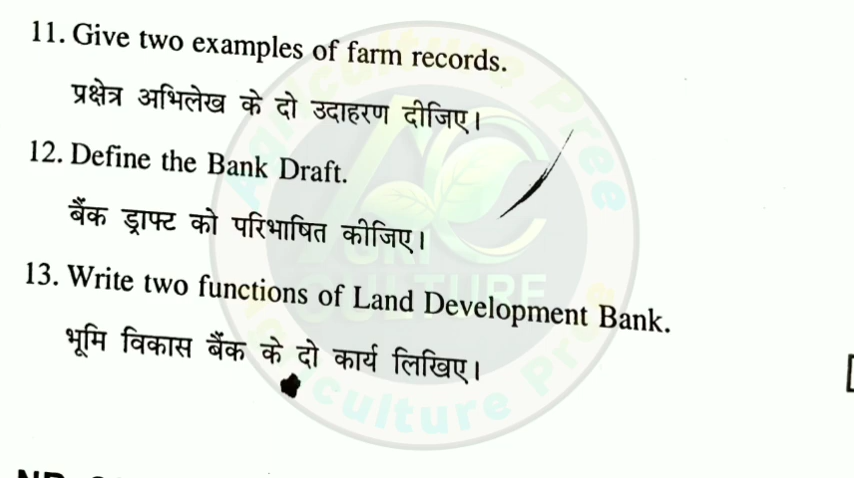 11. Give two examples of farm records.
प्रक्षेत्र अभिलेख के दो उदाहरण दीजिए।
12. Define the Bank Draft.
बैंक ड्राफ्ट को परिभाषित कीजिए।
13. Write two functions of Land Development Bank.
भूमि विकास बैंक के दो कार्य लिखिए।